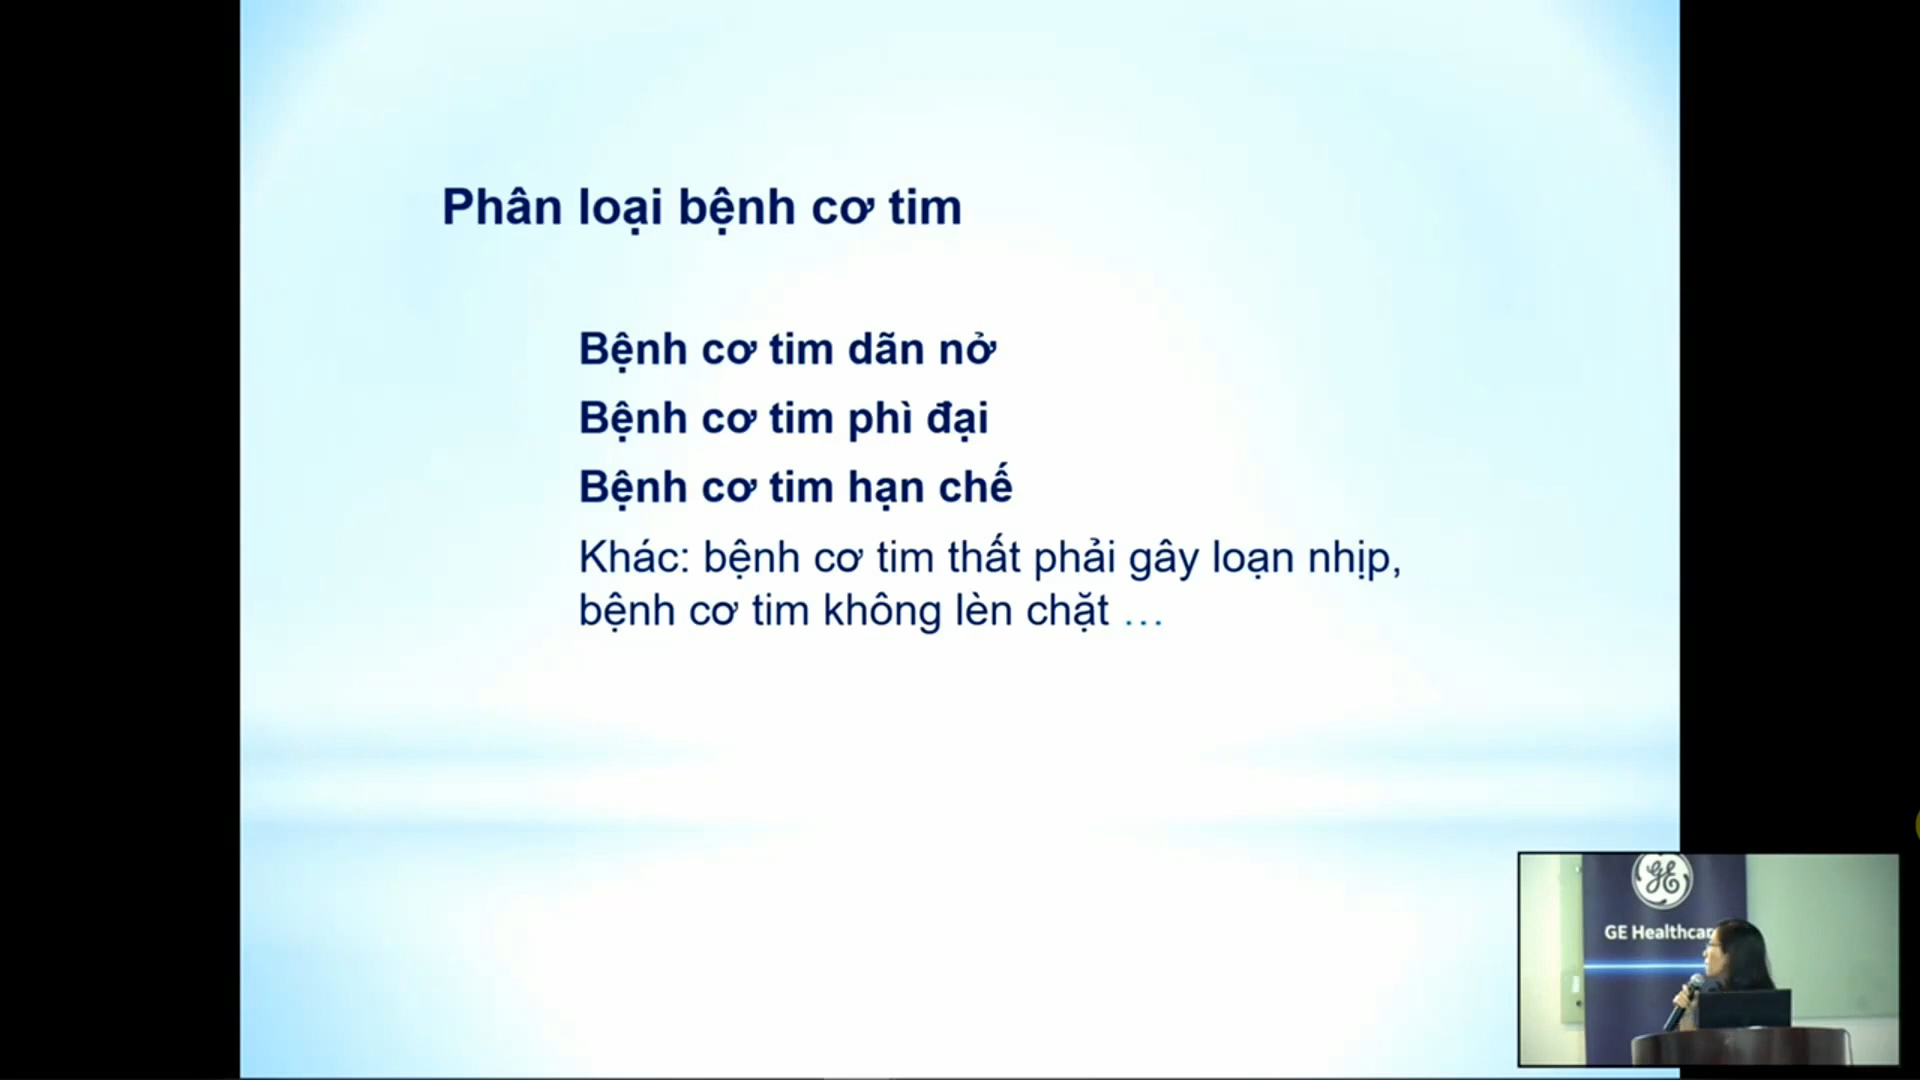 Phân loại bệnh cơ tim
Bệnh cơ tim dãn nở
Bệnh cơ tim phì đại
Bệnh cơ tim hạn chế
Khác: bệnh cơ tim thất phải gây loạn nhịp,
bệnh cơ tim không lèn chặt ...
GE
GE Healthcar